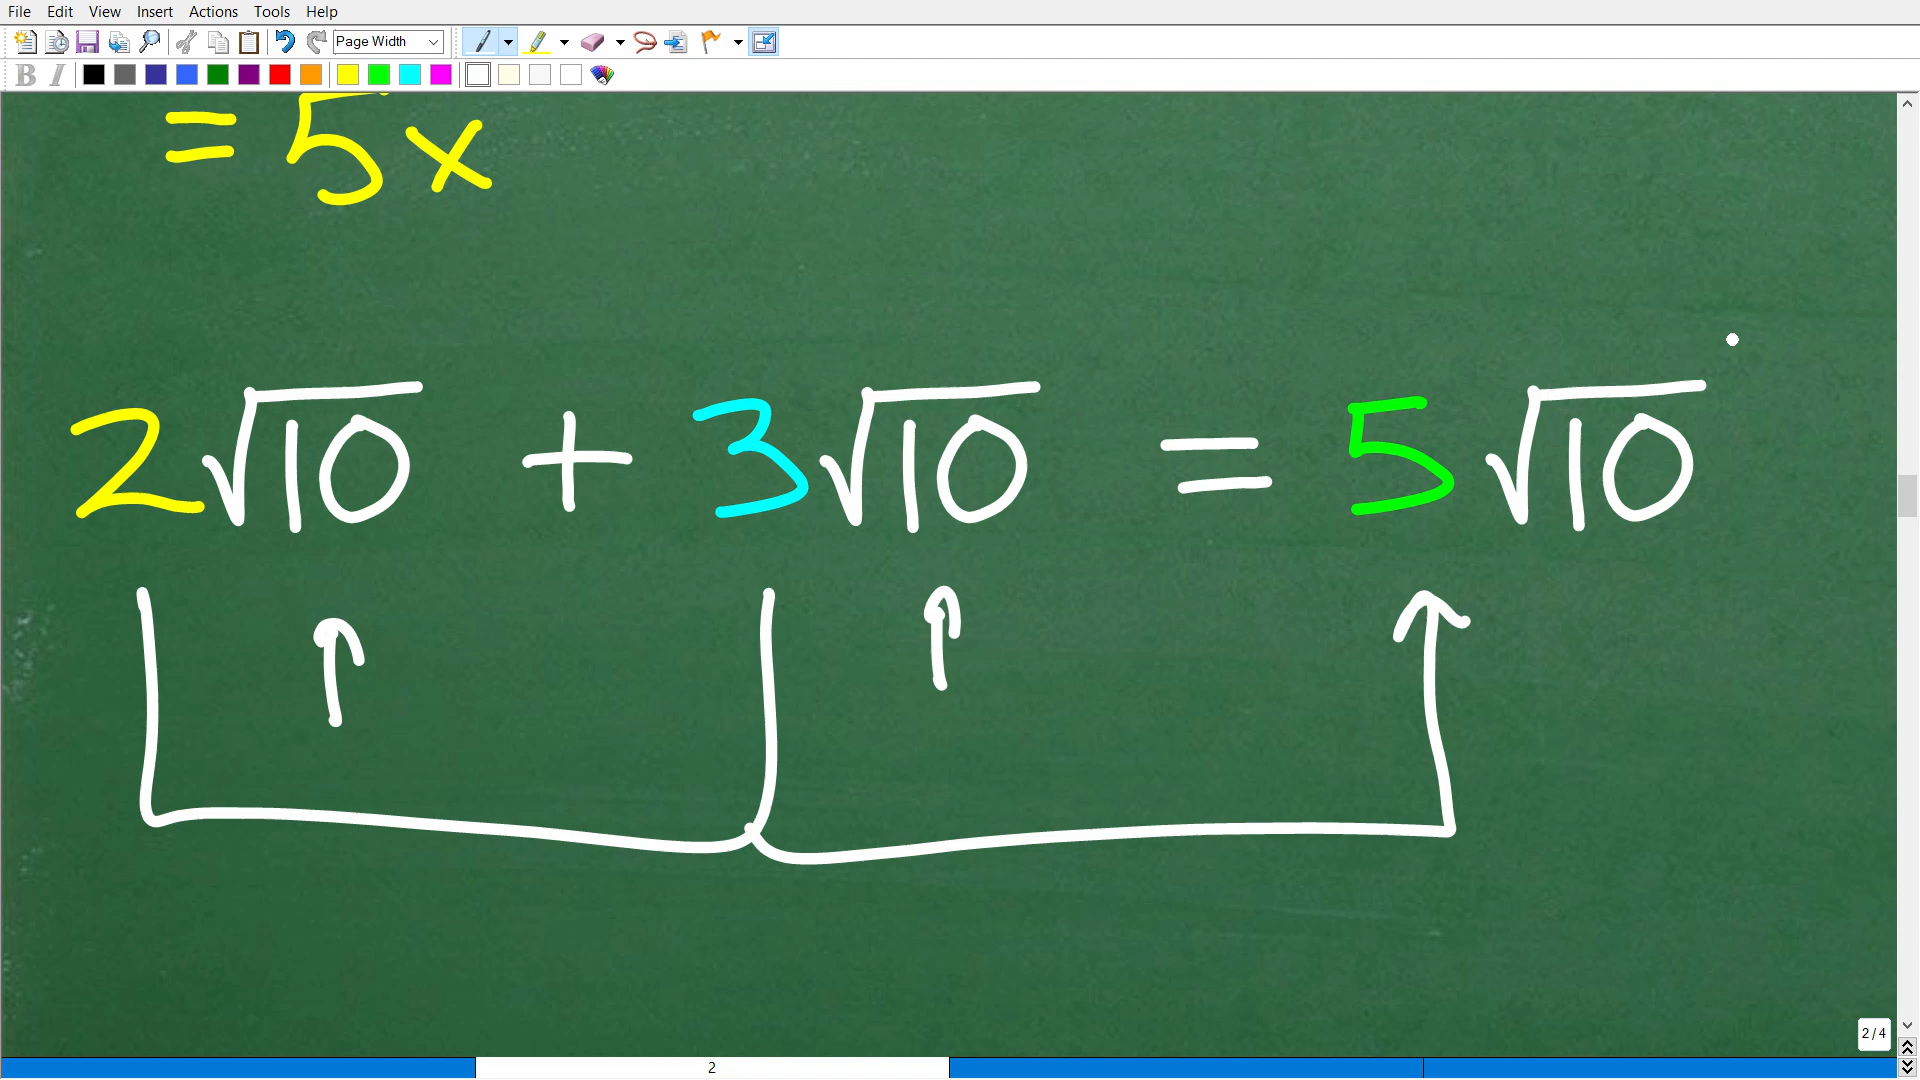 File Edit View Insert Actions Tools Help
Page Width
B I
= 5x
2√10 + 3√10 = 5√10
2/4
2